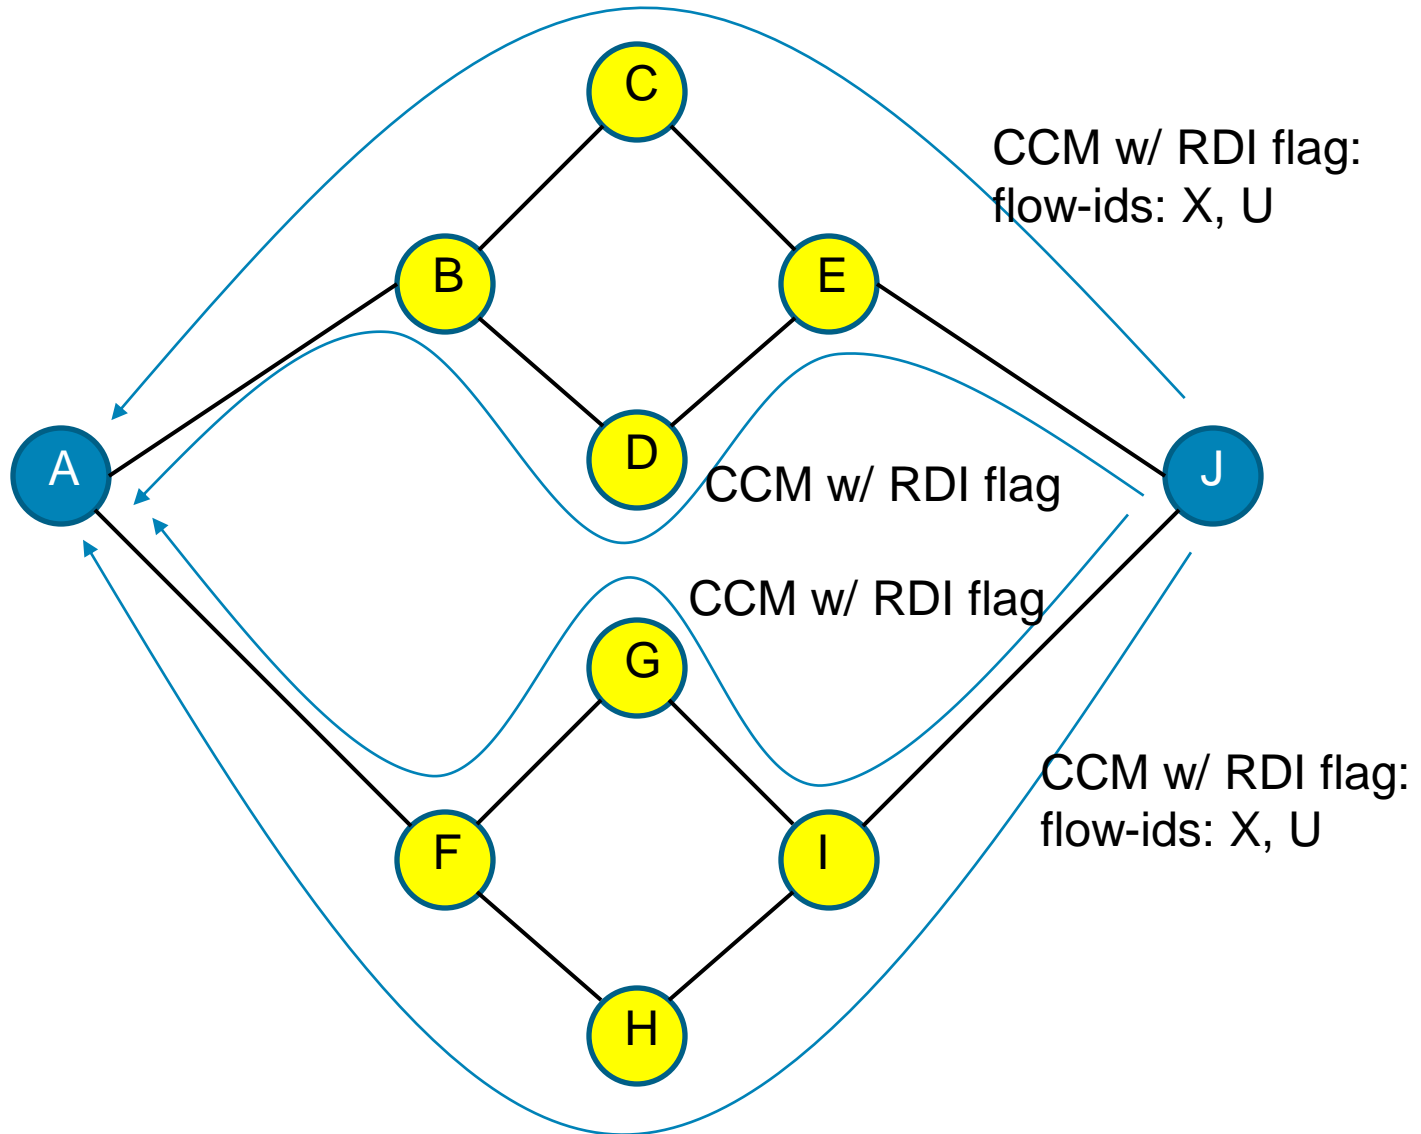 C
CCM w/ RDI flag:
flow-ids: X, U
B
E
D
A
J
CCM w/ RDI flag
CCM w/ RDI flag
G
CCM w/ RDI flag:
flow-ids: X, U
F
I
H